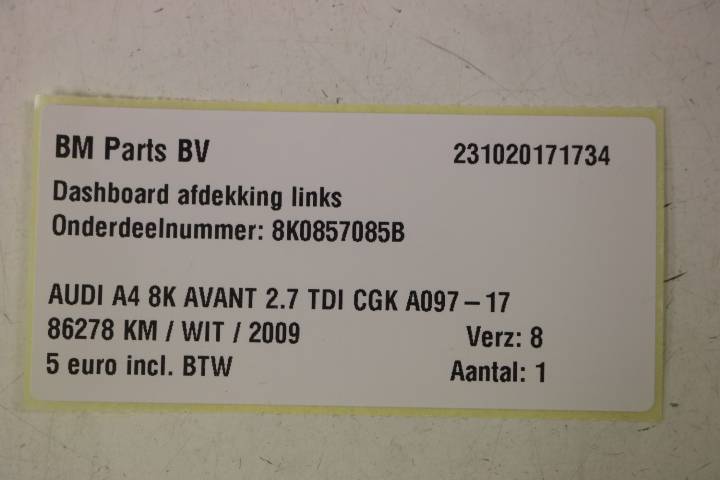 BM Parts BV 231020171734
Dashboard afdekking links
Onderdeelnummer: 8K0857085B
AUDI A4 8K AVANT 2.7 TDI CGK A097-17
86278 KM / WIT / 2009 Verz: 8
5 euro incl. BTW Aantal: 1